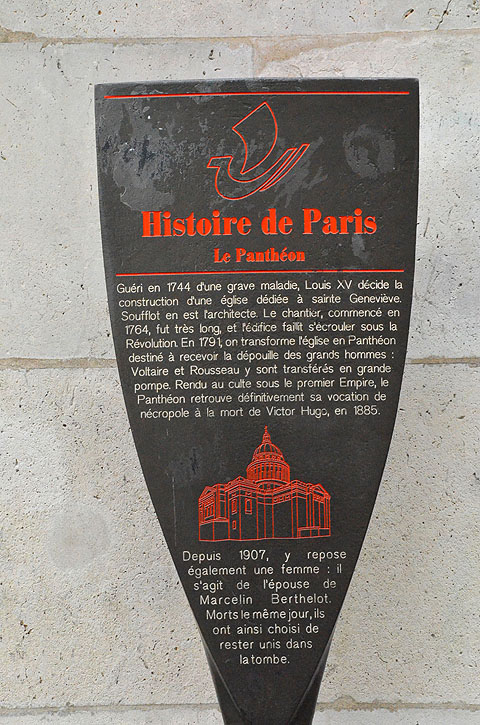 Histoire de Paris
Le Panthéon
Guéri en 1744 d'une grave maladie, Louis XV décide la
construction d'une église dédiée à sainte Geneviève.
Soufflot en est l'architecte. Le chantier, commencé en
1764, fut très long, et l'édifice faillit s'écrouler sous la
Révolution. En 1791, on transforme l'église en Panthéon
destiné à recevoir la dépouille des grands hommes :
Voltaire et Rousseau y sont transférés en grande
pompe. Rendu au culte sous le premier Empire, le
Panthéon retrouve définitivement sa vocation de
nécropole à la mort de Victor Hugo, en 1885.
Depuis 1907, y repose
également une femme : il
s'agit de l'épouse de
Marcelin Berthelot.
Morts le même jour, ils
ont ainsi choisi de
rester unis dans
la tombe.